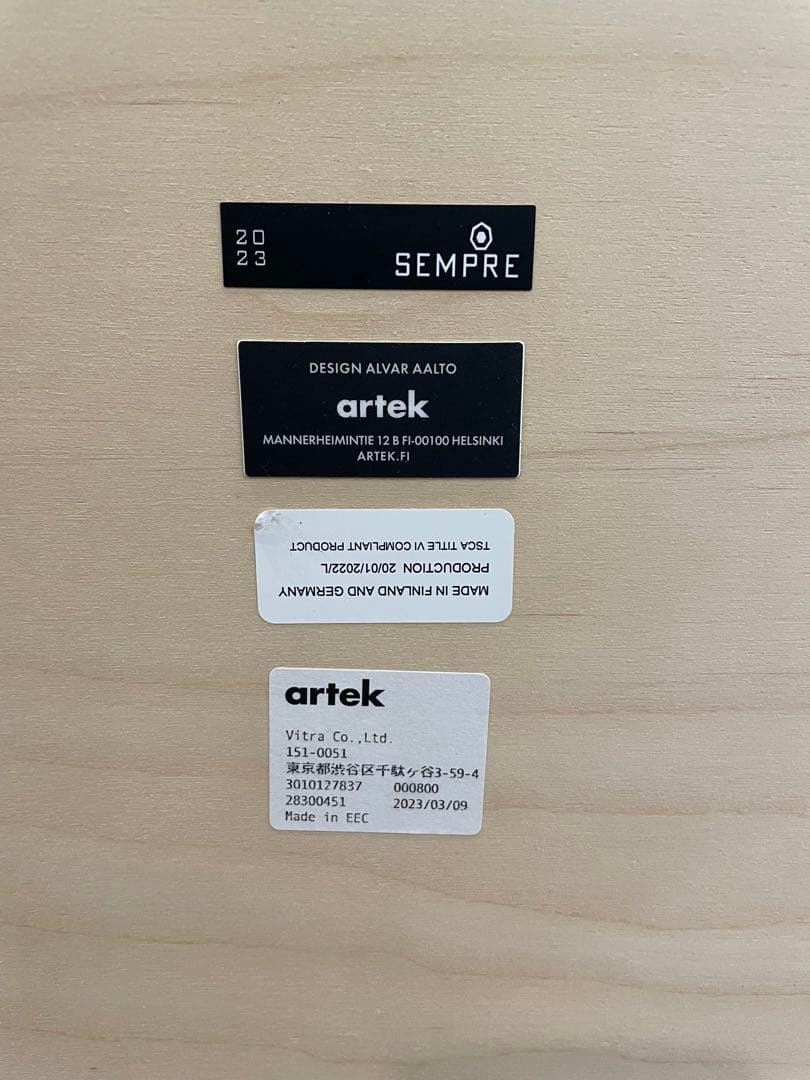 20
23
SEMPRE
DESIGN ALVAR AALTO
artek
MANNERHEIMINTIE 12 B FI-00100 HELSINKI
ARTEK.FI
MADE IN FINLAND AND GERMANY
PRODUCTION 20/01/2022/L
TSCA TITLE VI COMPLIANT PRODUCT
artek
Vitra Co.,Ltd.
151-0051
東京都渋谷区千駄ヶ谷3-59-4
3010127837 000800
28300451 2023/03/09
Made in EEC